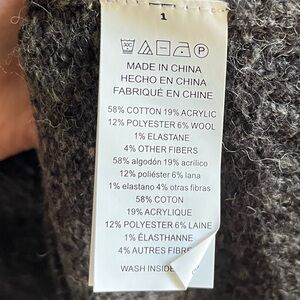 1
MADE IN CHINA
HECHO EN CHINA
FABRIQUÉ EN CHINE
58% COTTON 19% ACRYLIC
12% POLYESTER 6% WOOL
1% ELASTANE
4% OTHER FIBERS
58% algodón 19% acrílico
12% poliéster 6% lana
1% elastano 4% otras fibras
58% COTON
19% ACRYLIQUE
12% POLYESTER 6% LAINE
1% ÉLASTHANNE
4% AUTRES FIBR
WASH INSIDE